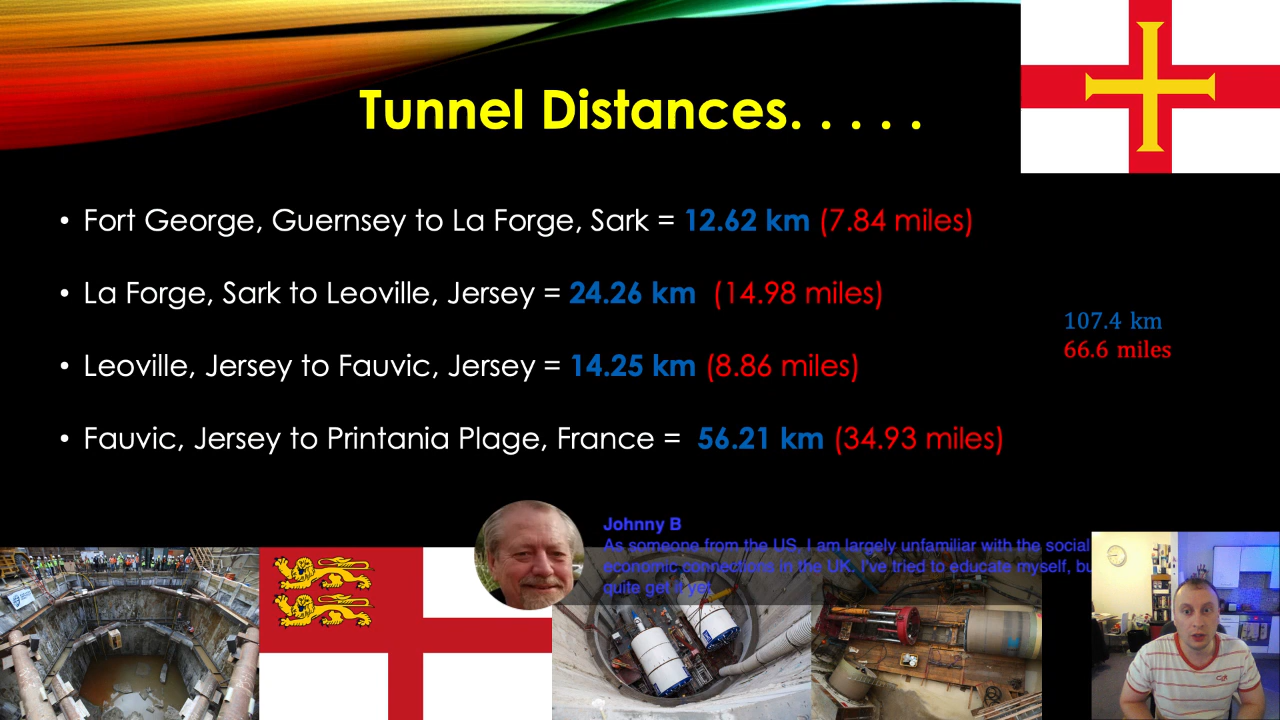 Tunnel Distances. . . . .
• Fort George, Guernsey to La Forge, Sark = 12.62 km (7.84 miles)
• La Forge, Sark to Leoville, Jersey = 24.26 km (14.98 miles)
107.4 km
66.6 miles
• Leoville, Jersey to Fauvic, Jersey = 14.25 km (8.86 miles)
• Fauvic, Jersey to Printania Plage, France = 56.21 km (34.93 miles)
Johnny B
As someone from the US, I am largely unfamiliar with the social
economic connections in the UK. I've tried to educate myself, bu
quite get it yet